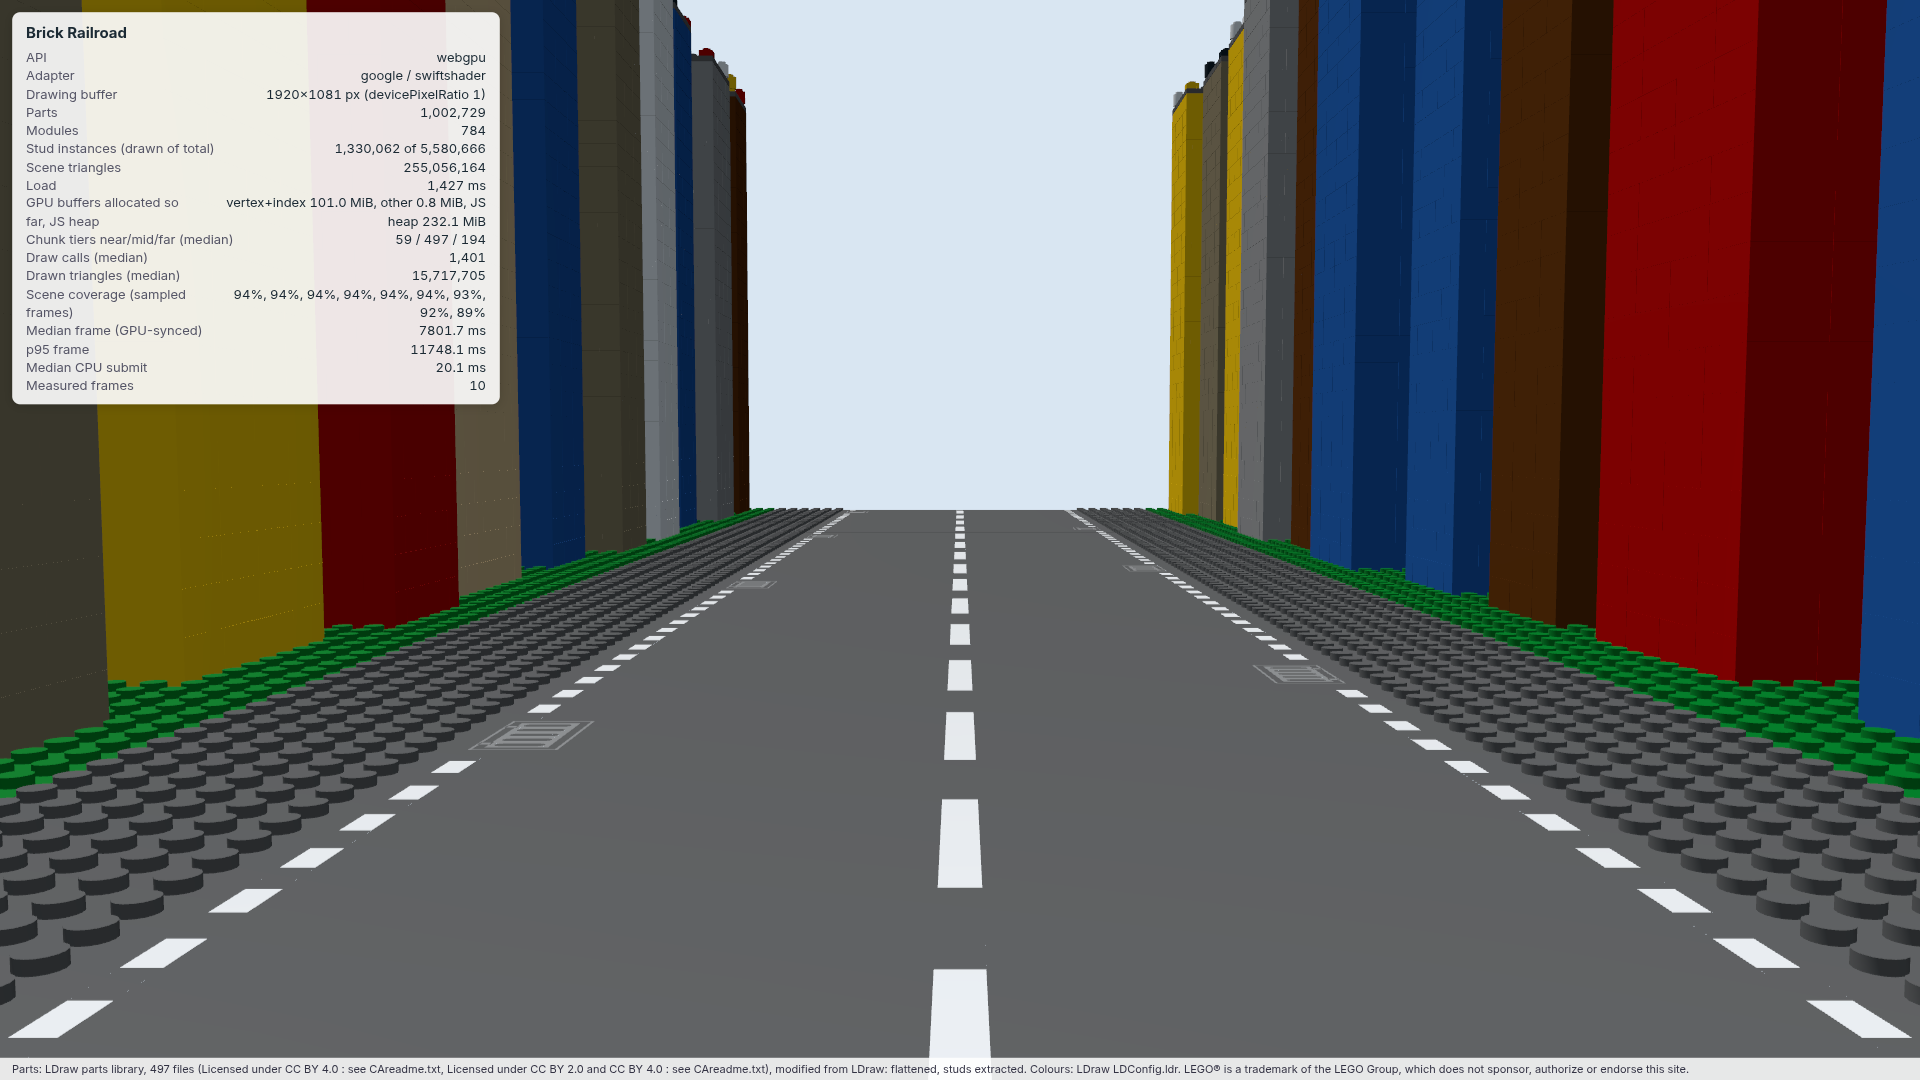 Brick Railroad
API webgpu
Adapter google / swiftshader
Drawing buffer 1920×1081 px (devicePixelRatio 1)
Parts 1,002,729
Modules 784
Stud instances (drawn of total) 1,330,062 of 5,580,666
Scene triangles 255,056,164
Load 1,427 ms
GPU buffers allocated so vertex+index 101.0 MiB, other 0.8 MiB, JS
far, JS heap heap 232.1 MiB
Chunk tiers near/mid/far (median) 59 / 497 / 194
Draw calls (median) 1,401
Drawn triangles (median) 15,717,705
Scene coverage (sampled 94%, 94%, 94%, 94%, 94%, 94%, 93%,
frames) 92%, 89%
Median frame (GPU-synced) 7801.7 ms
p95 frame 11748.1 ms
Median CPU submit 20.1 ms
Measured frames 10
Parts: LDraw parts library, 497 files (Licensed under CC BY 4.0 : see CAreadme.txt, Licensed under CC BY 2.0 and CC BY 4.0 : see CAreadme.txt), modified from LDraw: flattened, studs extracted. Colours: LDraw LDConfig.ldr. LEGO® is a trademark of the LEGO Group, which does not sponsor, authorize or endorse this site.